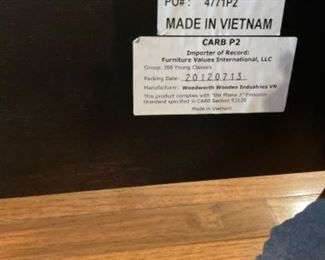 PO#: 4771P2
MADE IN VIETNAM
CARB P2
Importer of Record:
Furniture Values International, LLC
Group: IBB Young Classics
Packing Date: 20120713
Manufacturer: Woodworth Wooden Industries VN
This product complies with "the Phase 2" Emission
Standard specified in CARB Section 93120
Made in Vietnam